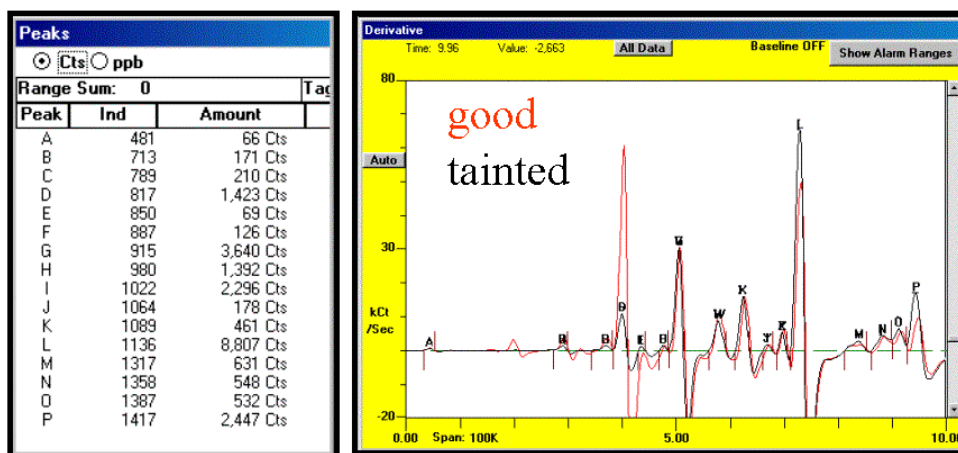 Peaks
Cts ppb
Range Sum: 0 Tag
Peak Ind Amount
A 481 66 Cts
B 713 171 Cts
C 789 210 Cts
D 817 1,423 Cts
E 850 69 Cts
F 887 126 Cts
G 915 3,640 Cts
H 980 1,392 Cts
I 1022 2,296 Cts
J 1064 178 Cts
K 1089 461 Cts
L 1136 8,807 Cts
M 1317 631 Cts
N 1358 548 Cts
O 1387 532 Cts
P 1417 2,447 Cts
Derivative
Time: 9.96 Value: -2,663 All Data Baseline OFF Show Alarm Ranges
80
good
tainted
Auto
30
kCt
/Sec
-20
L
K
P
A
E
M N O
0.00 Span: 100K 5.00 10.00